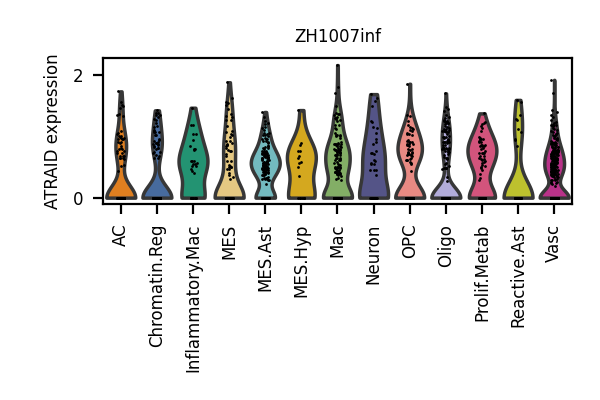 ZH1007inf
ATRAID expression
2
0
AC
Chromatin.Reg
Inflammatory.Mac
MES
MES.Ast
MES.Hyp
Mac
Neuron
OPC
Oligo
Prolif.Metab
Reactive.Ast
Vasc